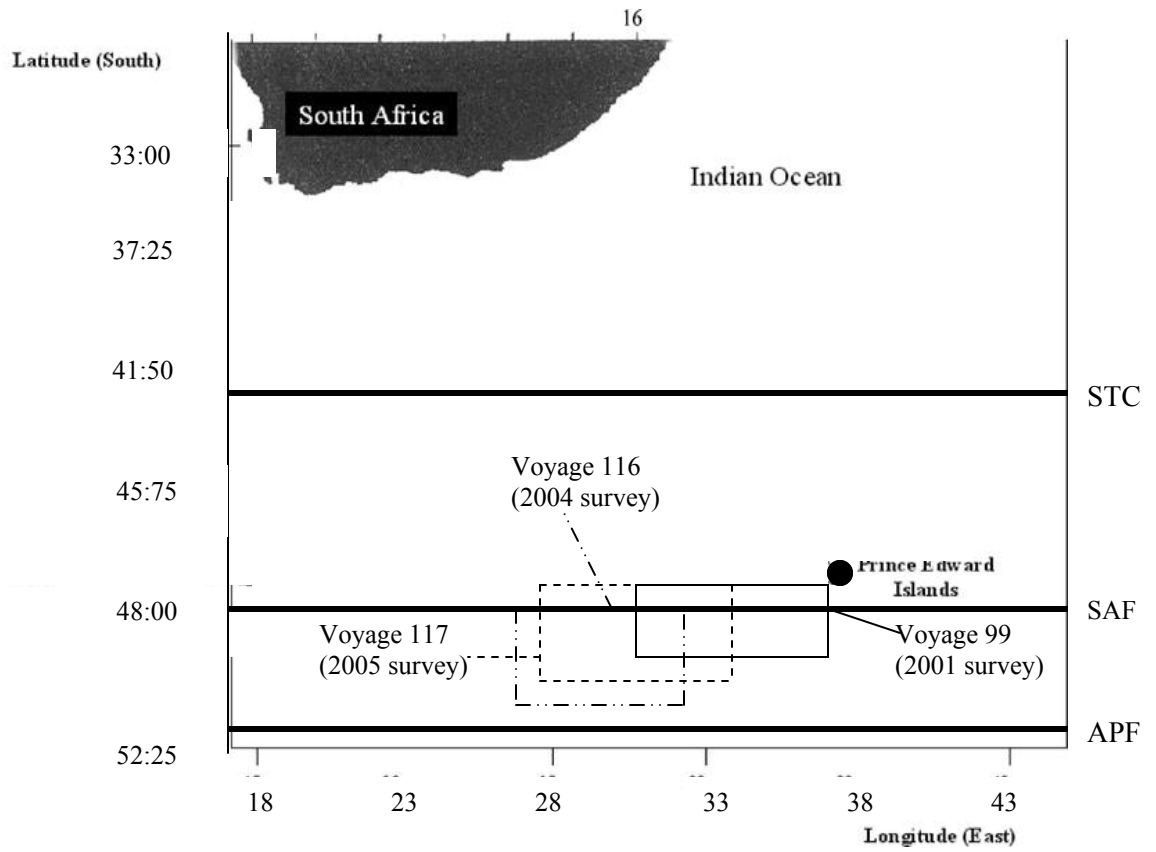 16
Latitude (South)
South Africa
33:00
Indian Ocean
37:25
41:50
STC
Voyage 116
(2004 survey)
45:75
Prince Edward
Islands
48:00
SAF
Voyage 117
(2005 survey)
Voyage 99
(2001 survey)
APF
52:25
18 23 28 33 38 43
Longitude (East)